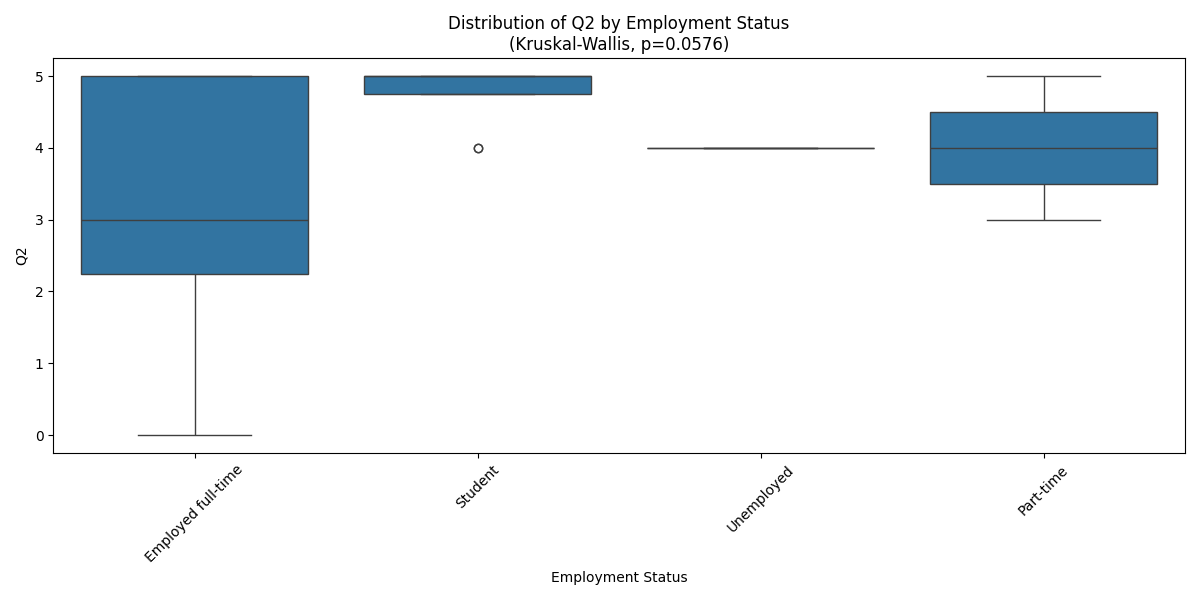 Distribution of Q2 by Employment Status
(Kruskal-Wallis, p=0.0576)
5
4
3
2
1
0
Q2
Employed full-time
Student
Unemployed
Part-time
Employment Status